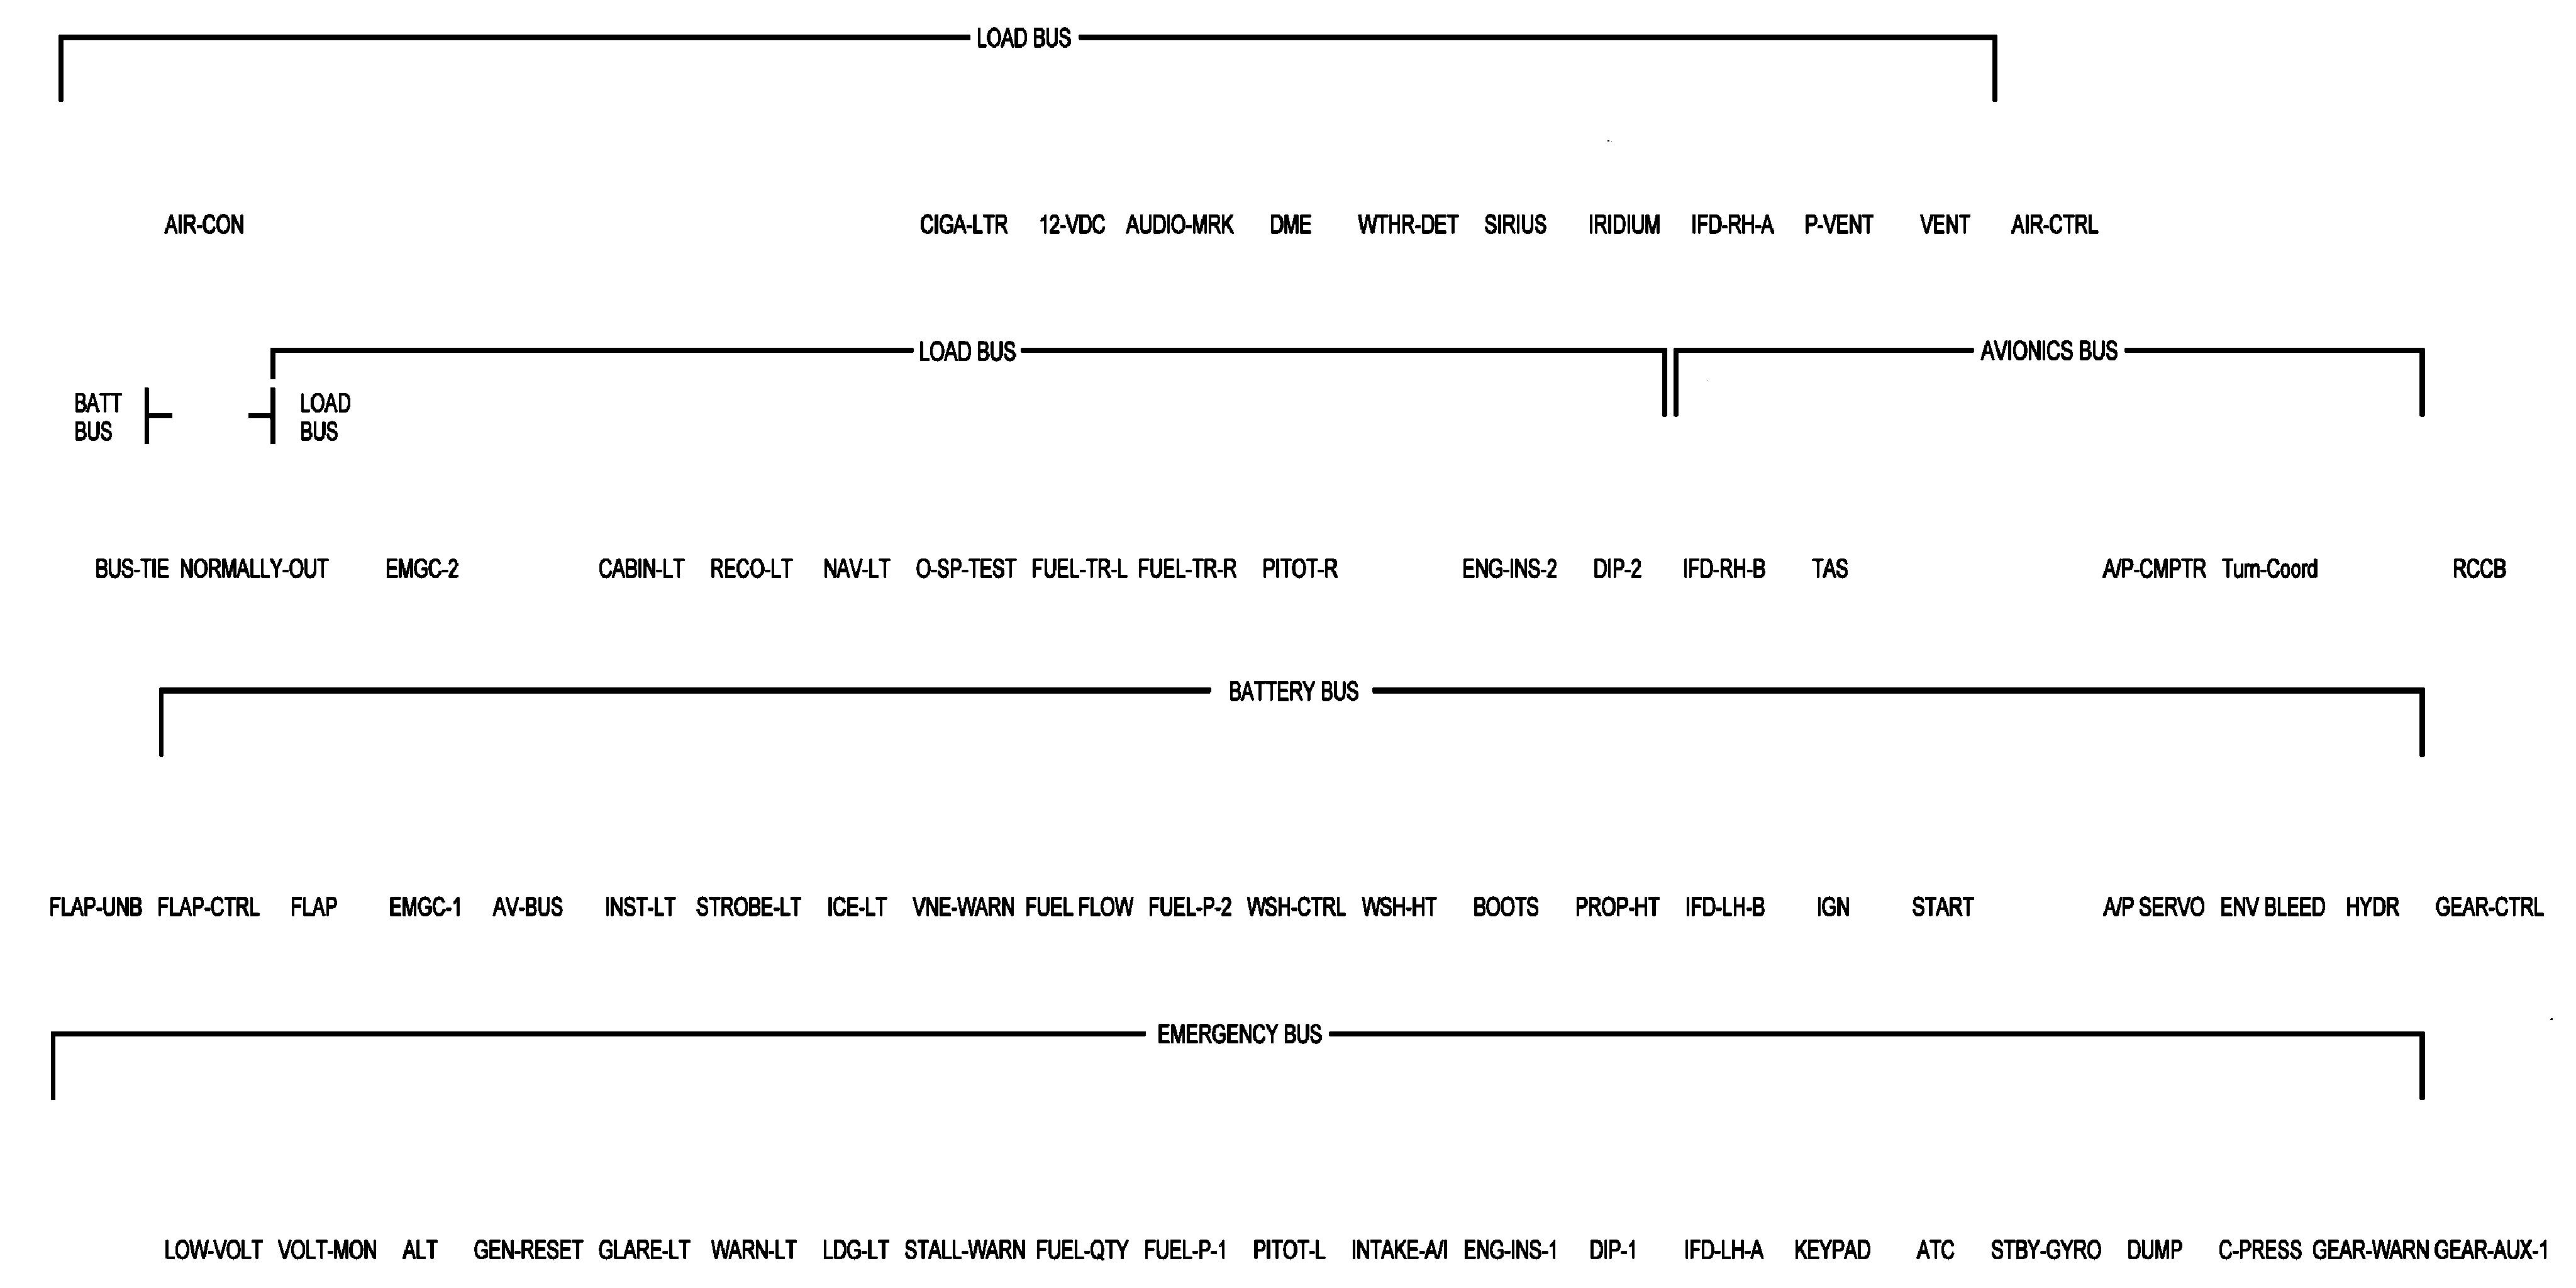 LOAD BUS
AIR-CON CIGA-LTR 12-VDC AUDIO-MRK DME WTHR-DET SIRIUS IRIDIUM IFD-RH-A P-VENT VENT AIR-CTRL
LOAD BUS AVIONICS BUS
BATT LOAD
BUS BUS
BUS-TIE NORMALLY-OUT EMGC-2 CABIN-LT RECO-LT NAV-LT O-SP-TEST FUEL-TR-L FUEL-TR-R PITOT-R ENG-INS-2 DIP-2 IFD-RH-B TAS A/P-CMPTR Turn-Coord RCCB
BATTERY BUS
FLAP-UNB FLAP-CTRL FLAP EMGC-1 AV-BUS INST-LT STROBE-LT ICE-LT VNE-WARN FUEL FLOW FUEL-P-2 WSH-CTRL WSH-HT BOOTS PROP-HT IFD-LH-B IGN START A/P SERVO ENV BLEED HYDR GEAR-CTRL
EMERGENCY BUS
LOW-VOLT VOLT-MON ALT GEN-RESET GLARE-LT WARN-LT LDG-LT STALL-WARN FUEL-QTY FUEL-P-1 PITOT-L INTAKE-A/I ENG-INS-1 DIP-1 IFD-LH-A KEYPAD ATC STBY-GYRO DUMP C-PRESS GEAR-WARN GEAR-AUX-1